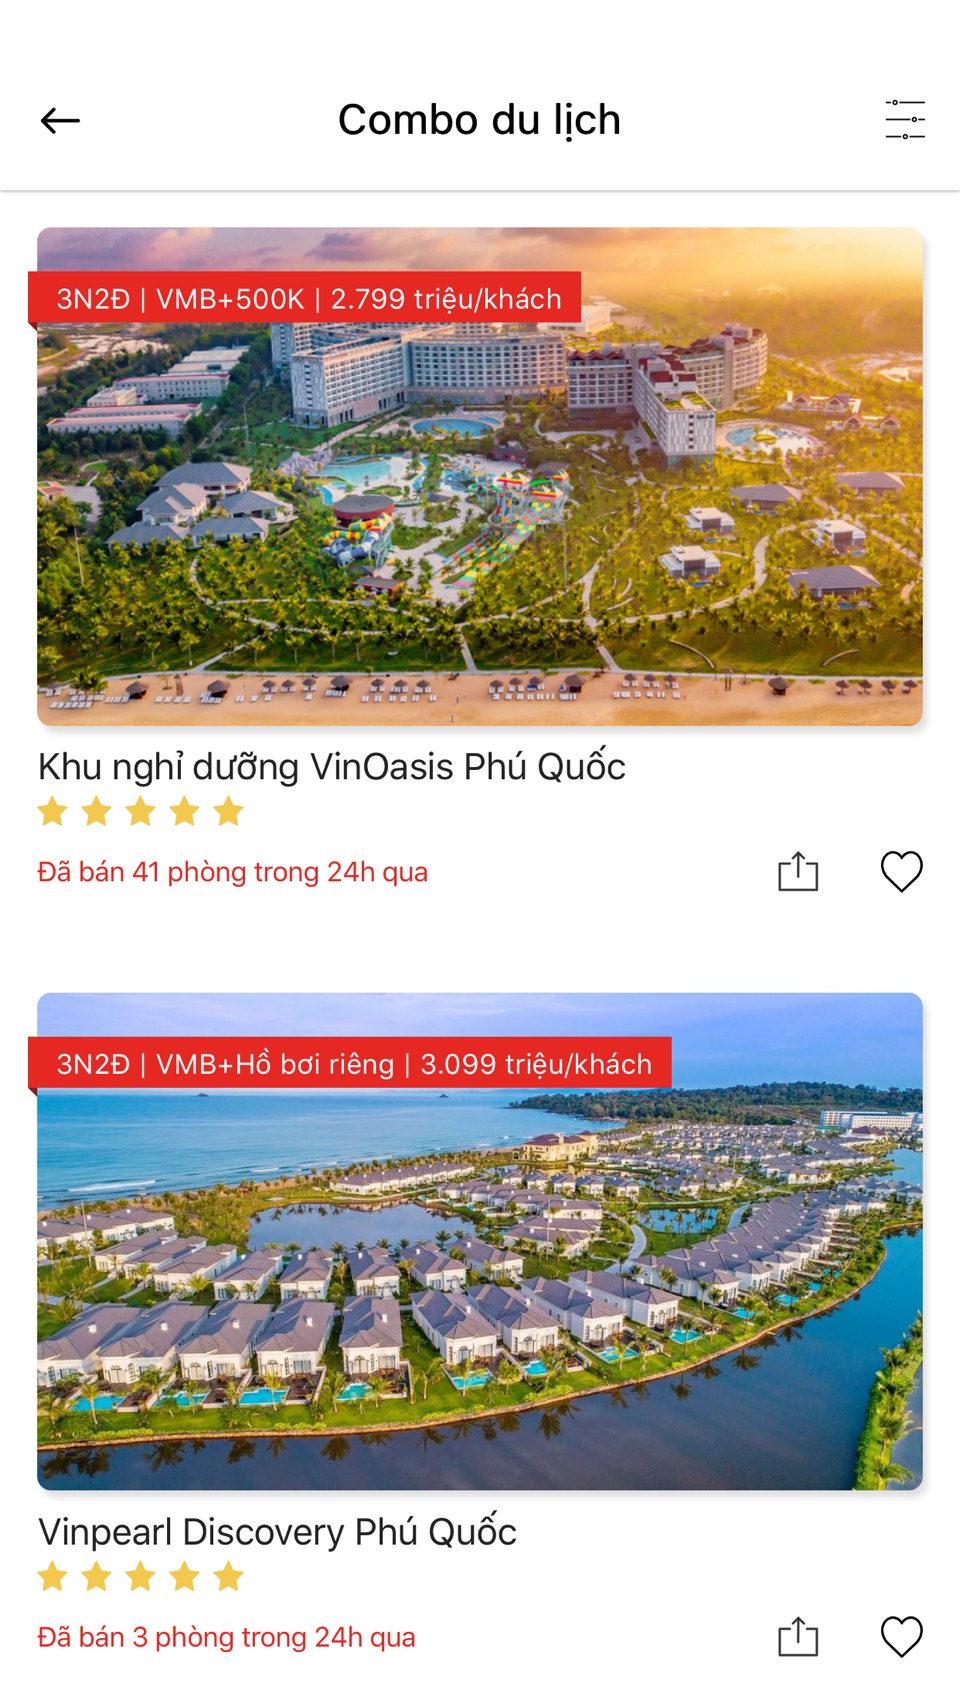 Combo du lịch
3N2Đ | VMB+500K | 2.799 triệu/khách
Khu nghỉ dưỡng VinOasis Phú Quốc
Đã bán 41 phòng trong 24h qua
3N2Đ | VMB+Hồ bơi riêng | 3.099 triệu/khách
Vinpearl Discovery Phú Quốc
Đã bán 3 phòng trong 24h qua